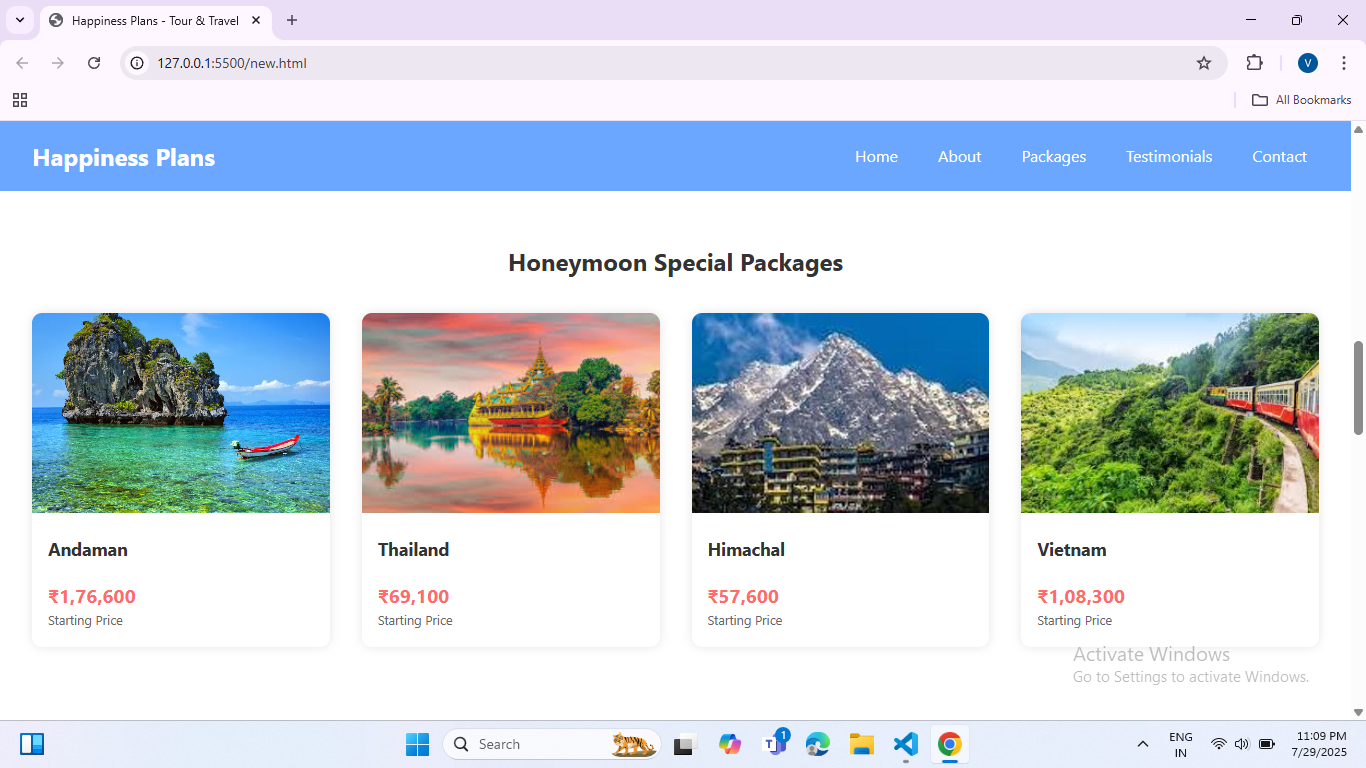 Happiness Plans - Tour & Travel
127.0.0.1:5500/new.html
V
All Bookmarks
Happiness Plans
Home
About
Packages
Testimonials
Contact
Honeymoon Special Packages
Andaman
₹1,76,600
Starting Price
Thailand
₹69,100
Starting Price
Himachal
₹57,600
Starting Price
Vietnam
₹1,08,300
Starting Price
Activate Windows
Go to Settings to activate Windows.
Search
T
1
ENG
IN
11:09 PM
7/29/2025